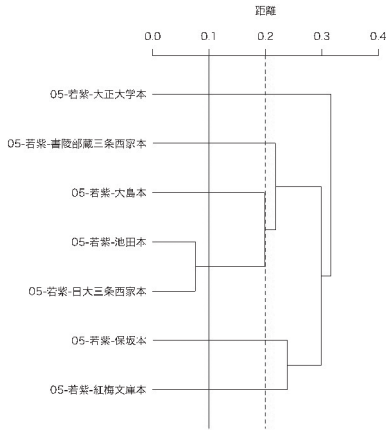 距離
0.0 0.1 0.2 0.3 0.4
05-若紫-大正大学本
05-若紫-書陵部蔵三条西家本
05-若紫-大島本
05-若紫-池田本
05-若紫-日大三条西家本
05-若紫-保坂本
05-若紫-紅梅文庫本